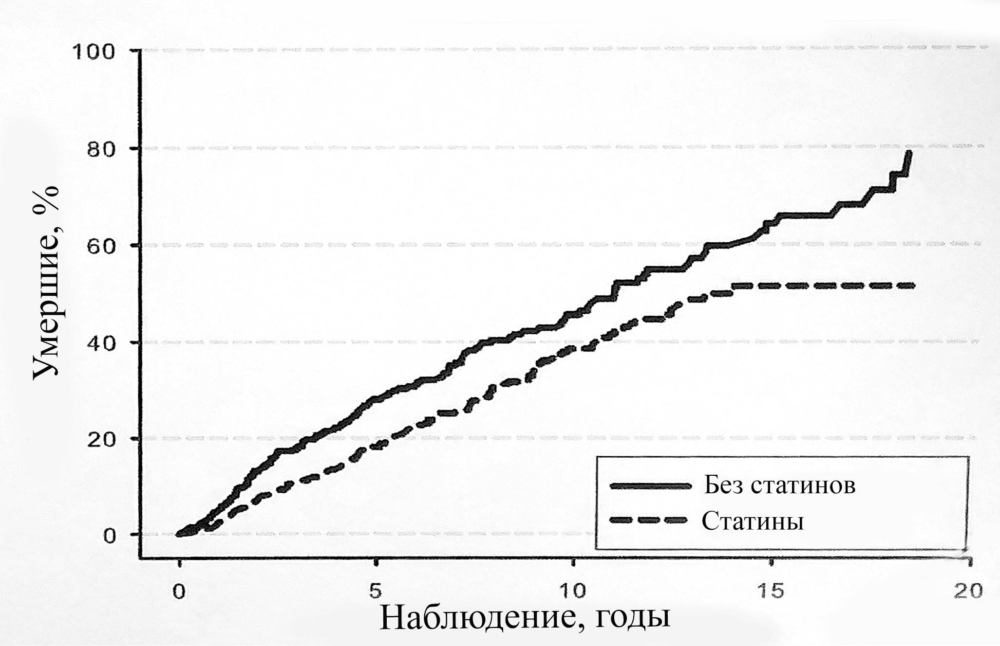 100
80
60
40
20
0
Умершие, %
Без статинов
Статины
0 5 10 15 20
Наблюдение, годы